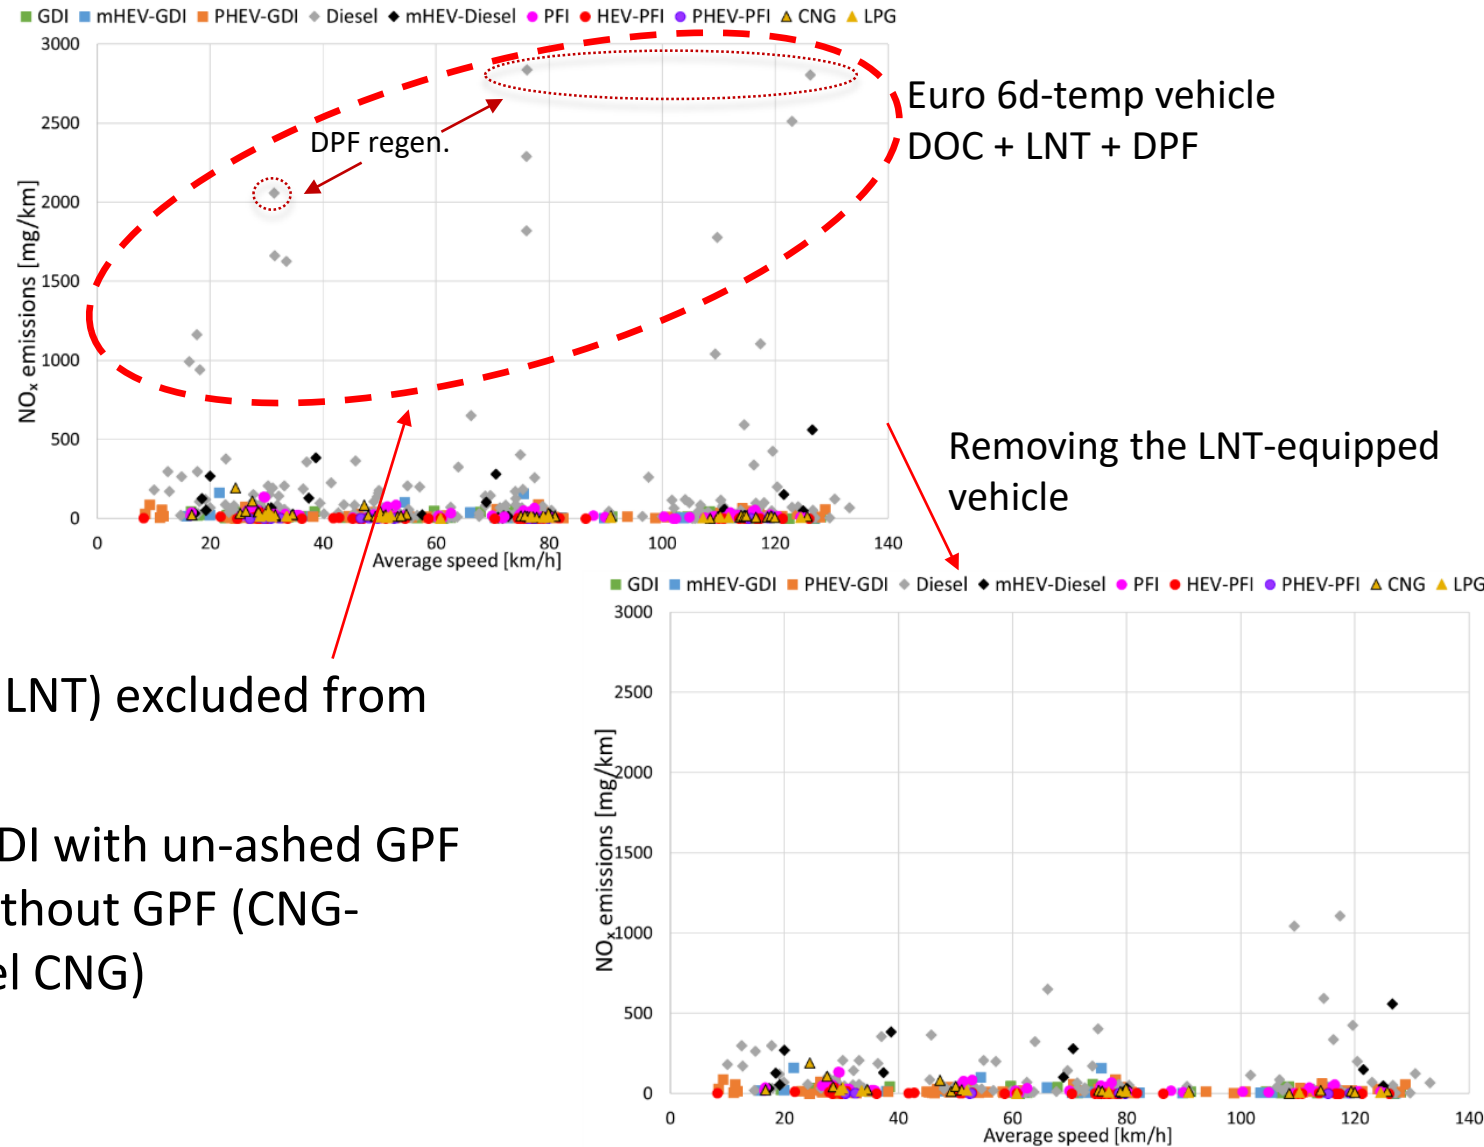 GDI mHEV-GDI PHEV-GDI Diesel mHEV-Diesel PFI HEV-PFI PHEV-PFI CNG LPG
3000
2500
2000
1500
1000
500
0
NOₓ emissions [mg/km]
0 20 40 60 80 100 120 140
Average speed [km/h]
DPF regen.
Euro 6d-temp vehicle
DOC + LNT + DPF
Removing the LNT-equipped
vehicle
LNT) excluded from
DI with un-ashed GPF
thout GPF (CNG-
el CNG)
GDI mHEV-GDI PHEV-GDI Diesel mHEV-Diesel PFI HEV-PFI PHEV-PFI CNG LPG
3000
2500
2000
1500
1000
500
0
NOₓ emissions [mg/km]
0 20 40 60 80 100 120 140
Average speed [km/h]